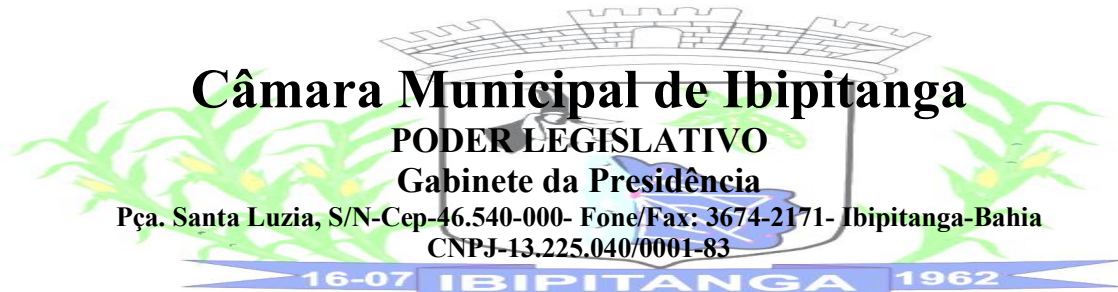 Câmara Municipal de Ibipitanga
PODER LEGISLATIVO
Gabinete da Presidência
Pça. Santa Luzia, S/N-Cep-46.540-000- Fone/Fax: 3674-2171- Ibipitanga-Bahia
CNPJ-13.225.040/0001-83
16-07 IBIPITANGA 1962